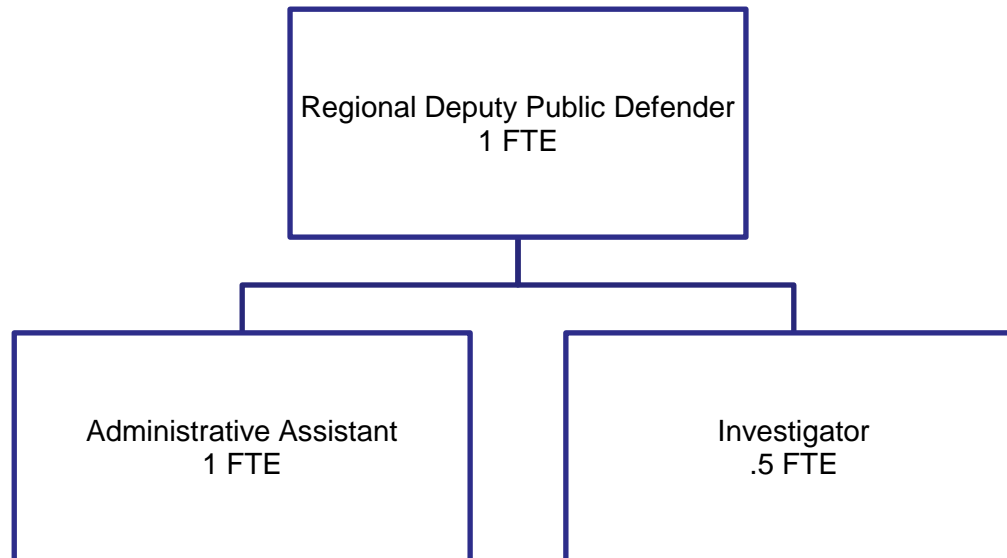 Regional Deputy Public Defender
1 FTE
Administrative Assistant
1 FTE
Investigator
.5 FTE